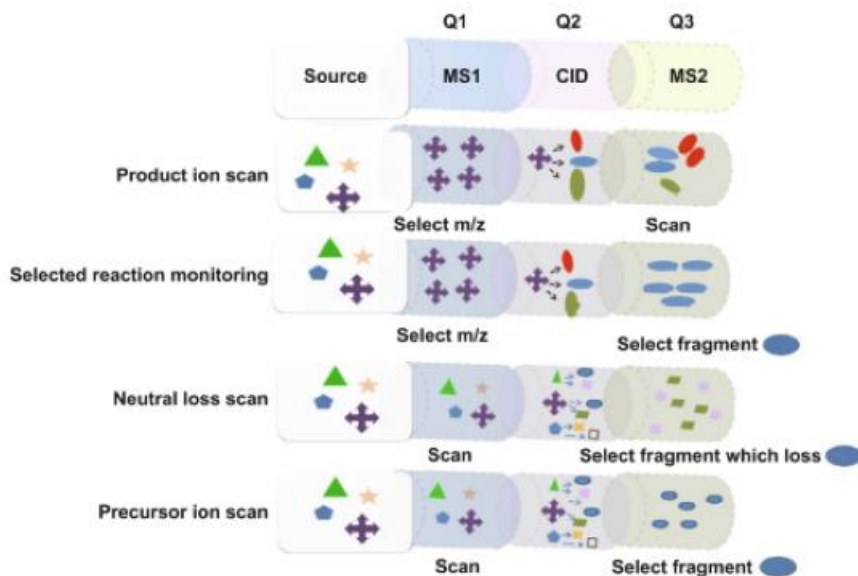 Q1 Q2 Q3
Source MS1 CID MS2
Product ion scan
Select m/z Scan
Selected reaction monitoring
Select m/z Select fragment
Neutral loss scan
Scan Select fragment which loss
Precursor ion scan
Scan Select fragment